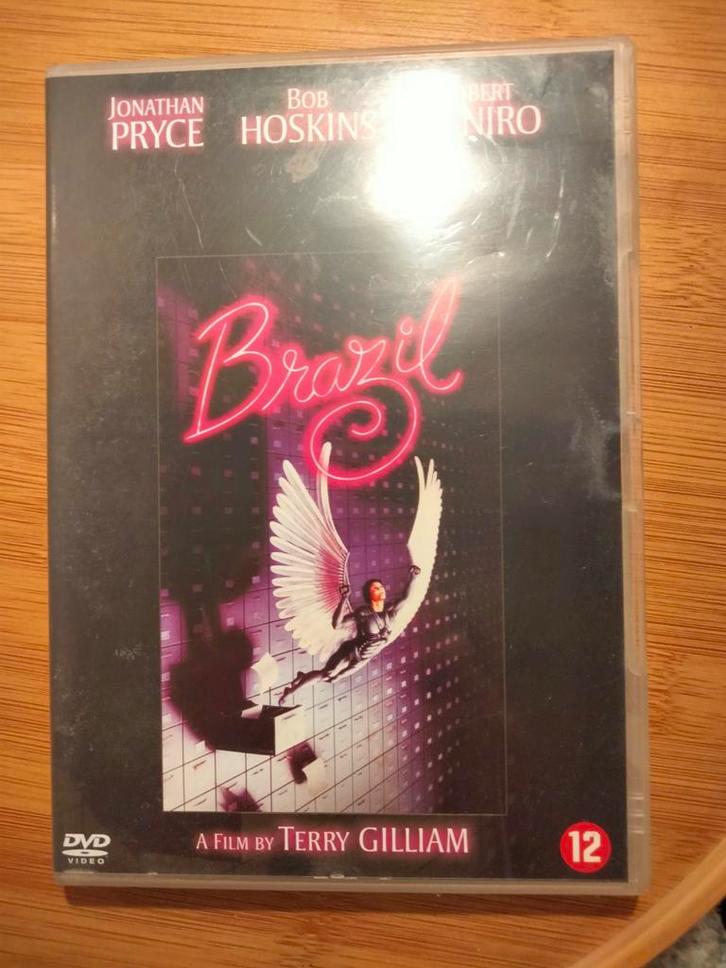 JONATHAN BOB
PRYCE HOSKINS
Brazil
A FILM BY TERRY GILLIAM
DVD
VIDEO
12